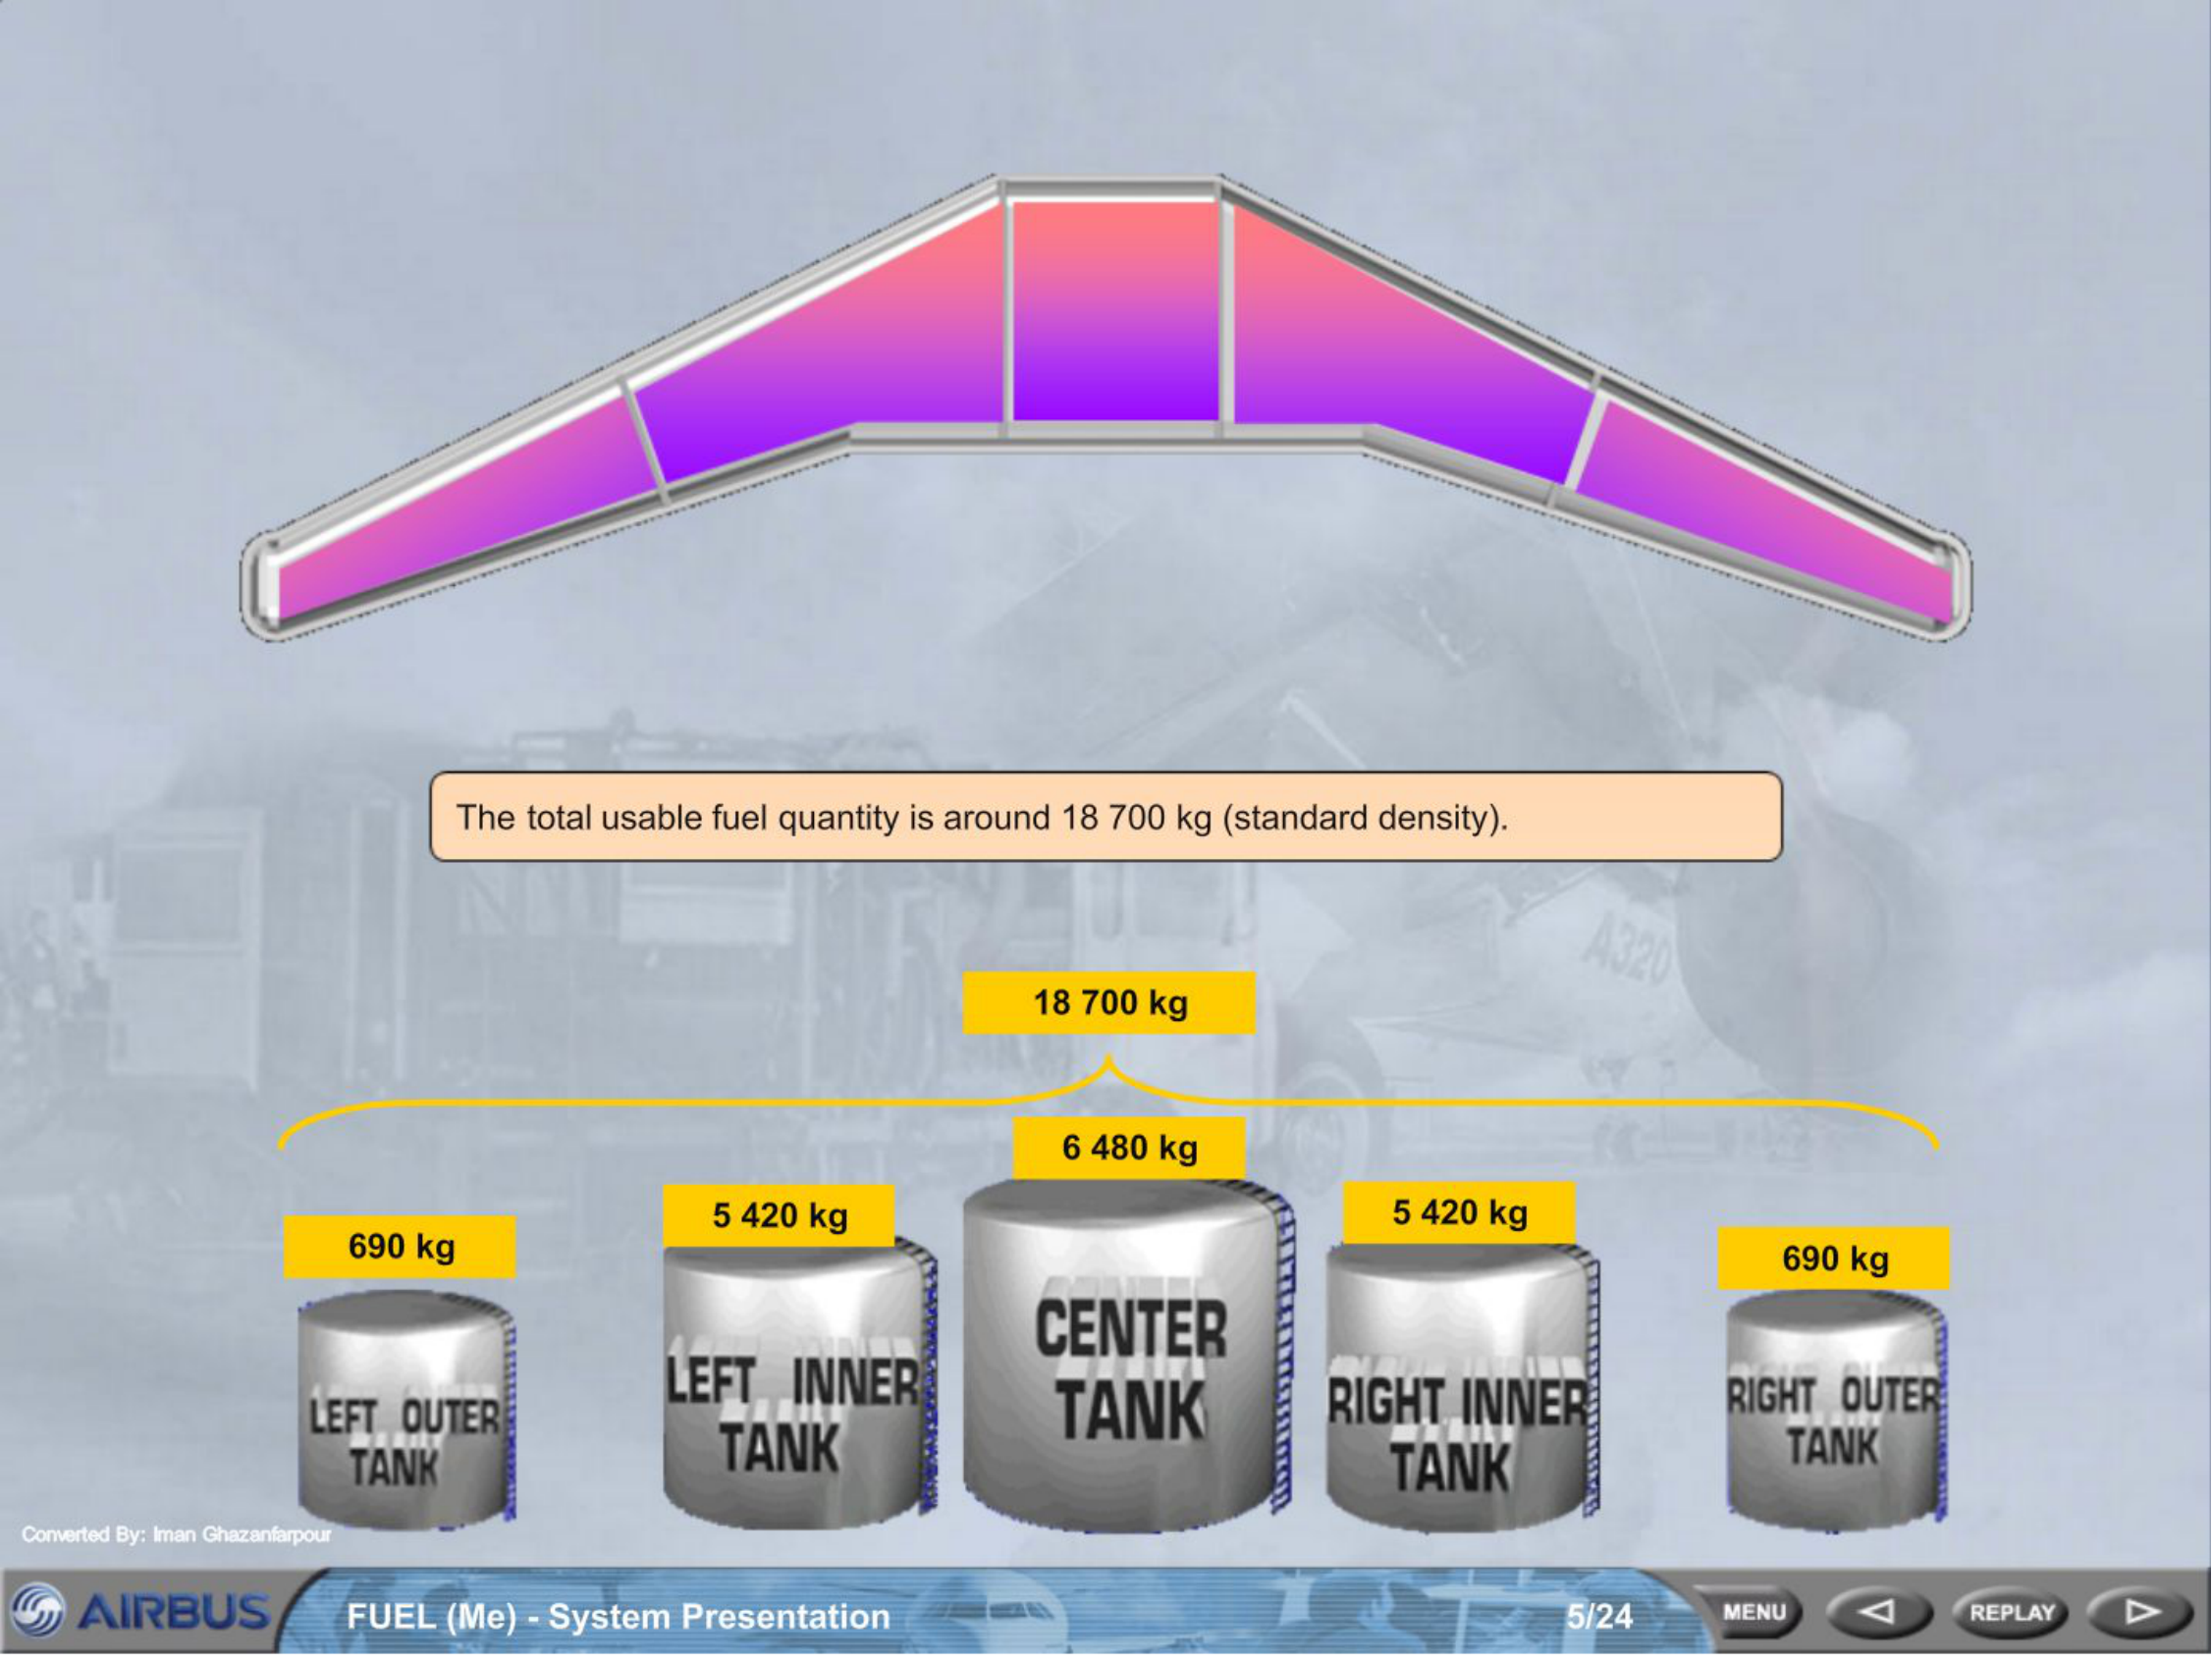 The total usable fuel quantity is around 18 700 kg (standard density).
A320
18 700 kg
6 480 kg
5 420 kg
5 420 kg
690 kg
690 kg
LEFT OUTER
TANK
LEFT INNER
TANK
CENTER
TANK
RIGHT INNER
TANK
RIGHT OUTER
TANK
Converted By: Iman Ghazanfarpour
AIRBUS
FUEL (Me) - System Presentation
5/24
MENU
REPLAY